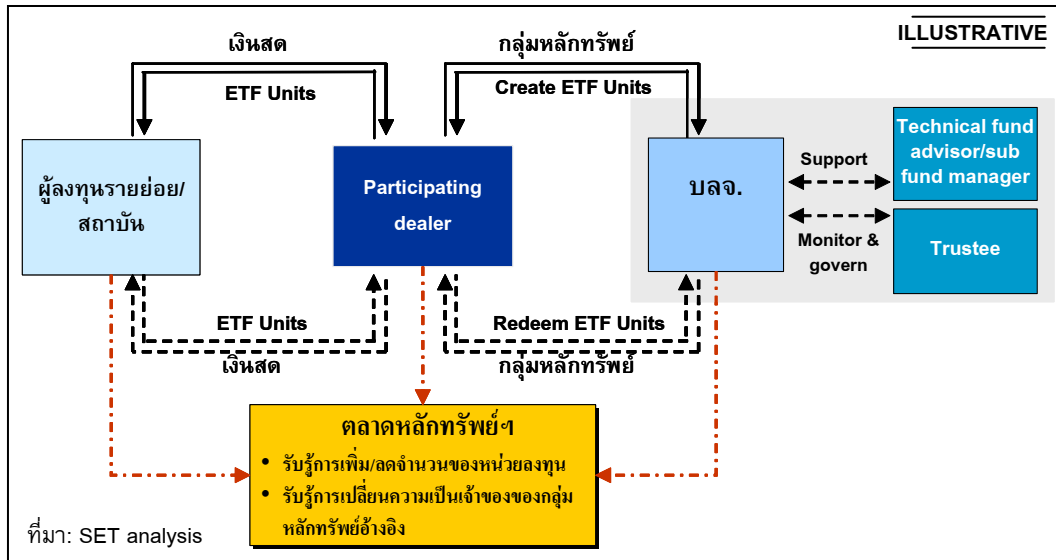 ILLUSTRATIVE
เงินสด
ETF Units
กลุ่มหลักทรัพย์
Create ETF Units
ผู้ลงทุนรายย่อย/
สถาบัน
Participating
dealer
บลจ.
Support
Monitor &
govern
Technical fund
advisor/sub
fund manager
Trustee
ETF Units
เงินสด
Redeem ETF Units
กลุ่มหลักทรัพย์
ตลาดหลักทรัพย์ฯ
• รับรู้การเพิ่ม/ลดจำนวนของหน่วยลงทุน
• รับรู้การเปลี่ยนความเป็นเจ้าของของกลุ่ม
หลักทรัพย์อ้างอิง
ที่มา: SET analysis